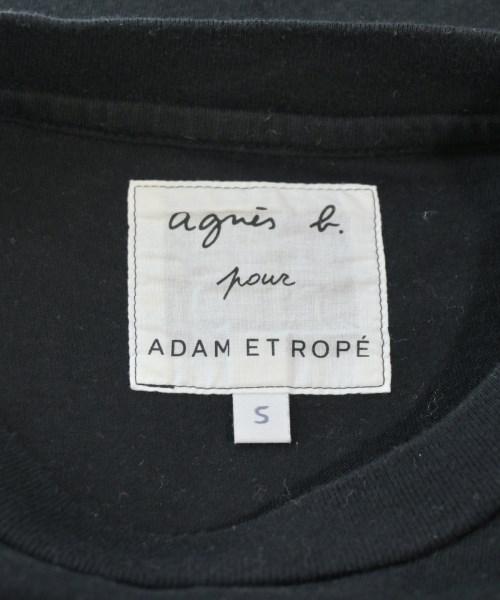 agnès b.
pour
ADAM ET ROPÉ
S